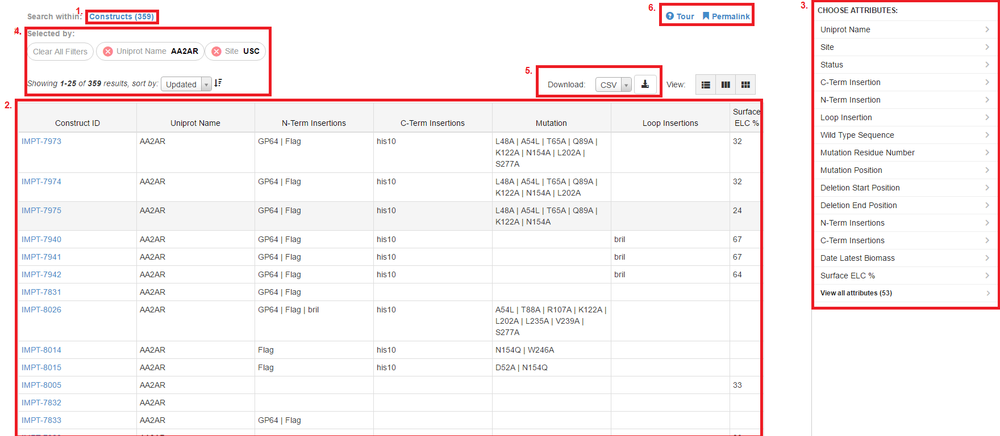 1.
Search within: Constructs (359)
6.
Tour Permalink
3.
CHOOSE ATTRIBUTES:
Uniprot Name
Site
Status
C-Term Insertion
N-Term Insertion
Loop Insertion
Wild Type Sequence
Mutation Residue Number
Mutation Position
Deletion Start Position
Deletion End Position
N-Term Insertions
C-Term Insertions
Date Latest Biomass
Surface ELC %
View all attributes (53)
4.
Selected by:
Clear All Filters Uniprot Name AA2AR Site USC
Showing 1-25 of 359 results, sort by: Updated
5.
Download: CSV View:
2.
Construct ID Uniprot Name N-Term Insertions C-Term Insertions Mutation Loop Insertions Surface ELC %
IMPT-7973 AA2AR GP64 | Flag his10 L48A | A54L | T65A | Q89A | 32
K122A | N154A | L202A |
S277A
IMPT-7974 AA2AR GP64 | Flag his10 L48A | A54L | T65A | Q89A | 32
K122A | N154A | L202A
IMPT-7975 AA2AR GP64 | Flag his10 L48A | A54L | T65A | Q89A | 24
K122A | N154A
IMPT-7940 AA2AR GP64 | Flag his10 bril 67
IMPT-7941 AA2AR GP64 | Flag his10 bril 67
IMPT-7942 AA2AR GP64 | Flag his10 bril 64
IMPT-7831 AA2AR GP64 | Flag
IMPT-8026 AA2AR GP64 | Flag | bril his10 A54L | T88A | R107A | K122A |
L202A | L235A | V239A |
S277A
IMPT-8014 AA2AR Flag his10 N154Q | W246A
IMPT-8015 AA2AR Flag his10 D52A | N154Q
IMPT-8005 AA2AR 33
IMPT-7832 AA2AR
IMPT-7833 AA2AR GP64 | Flag